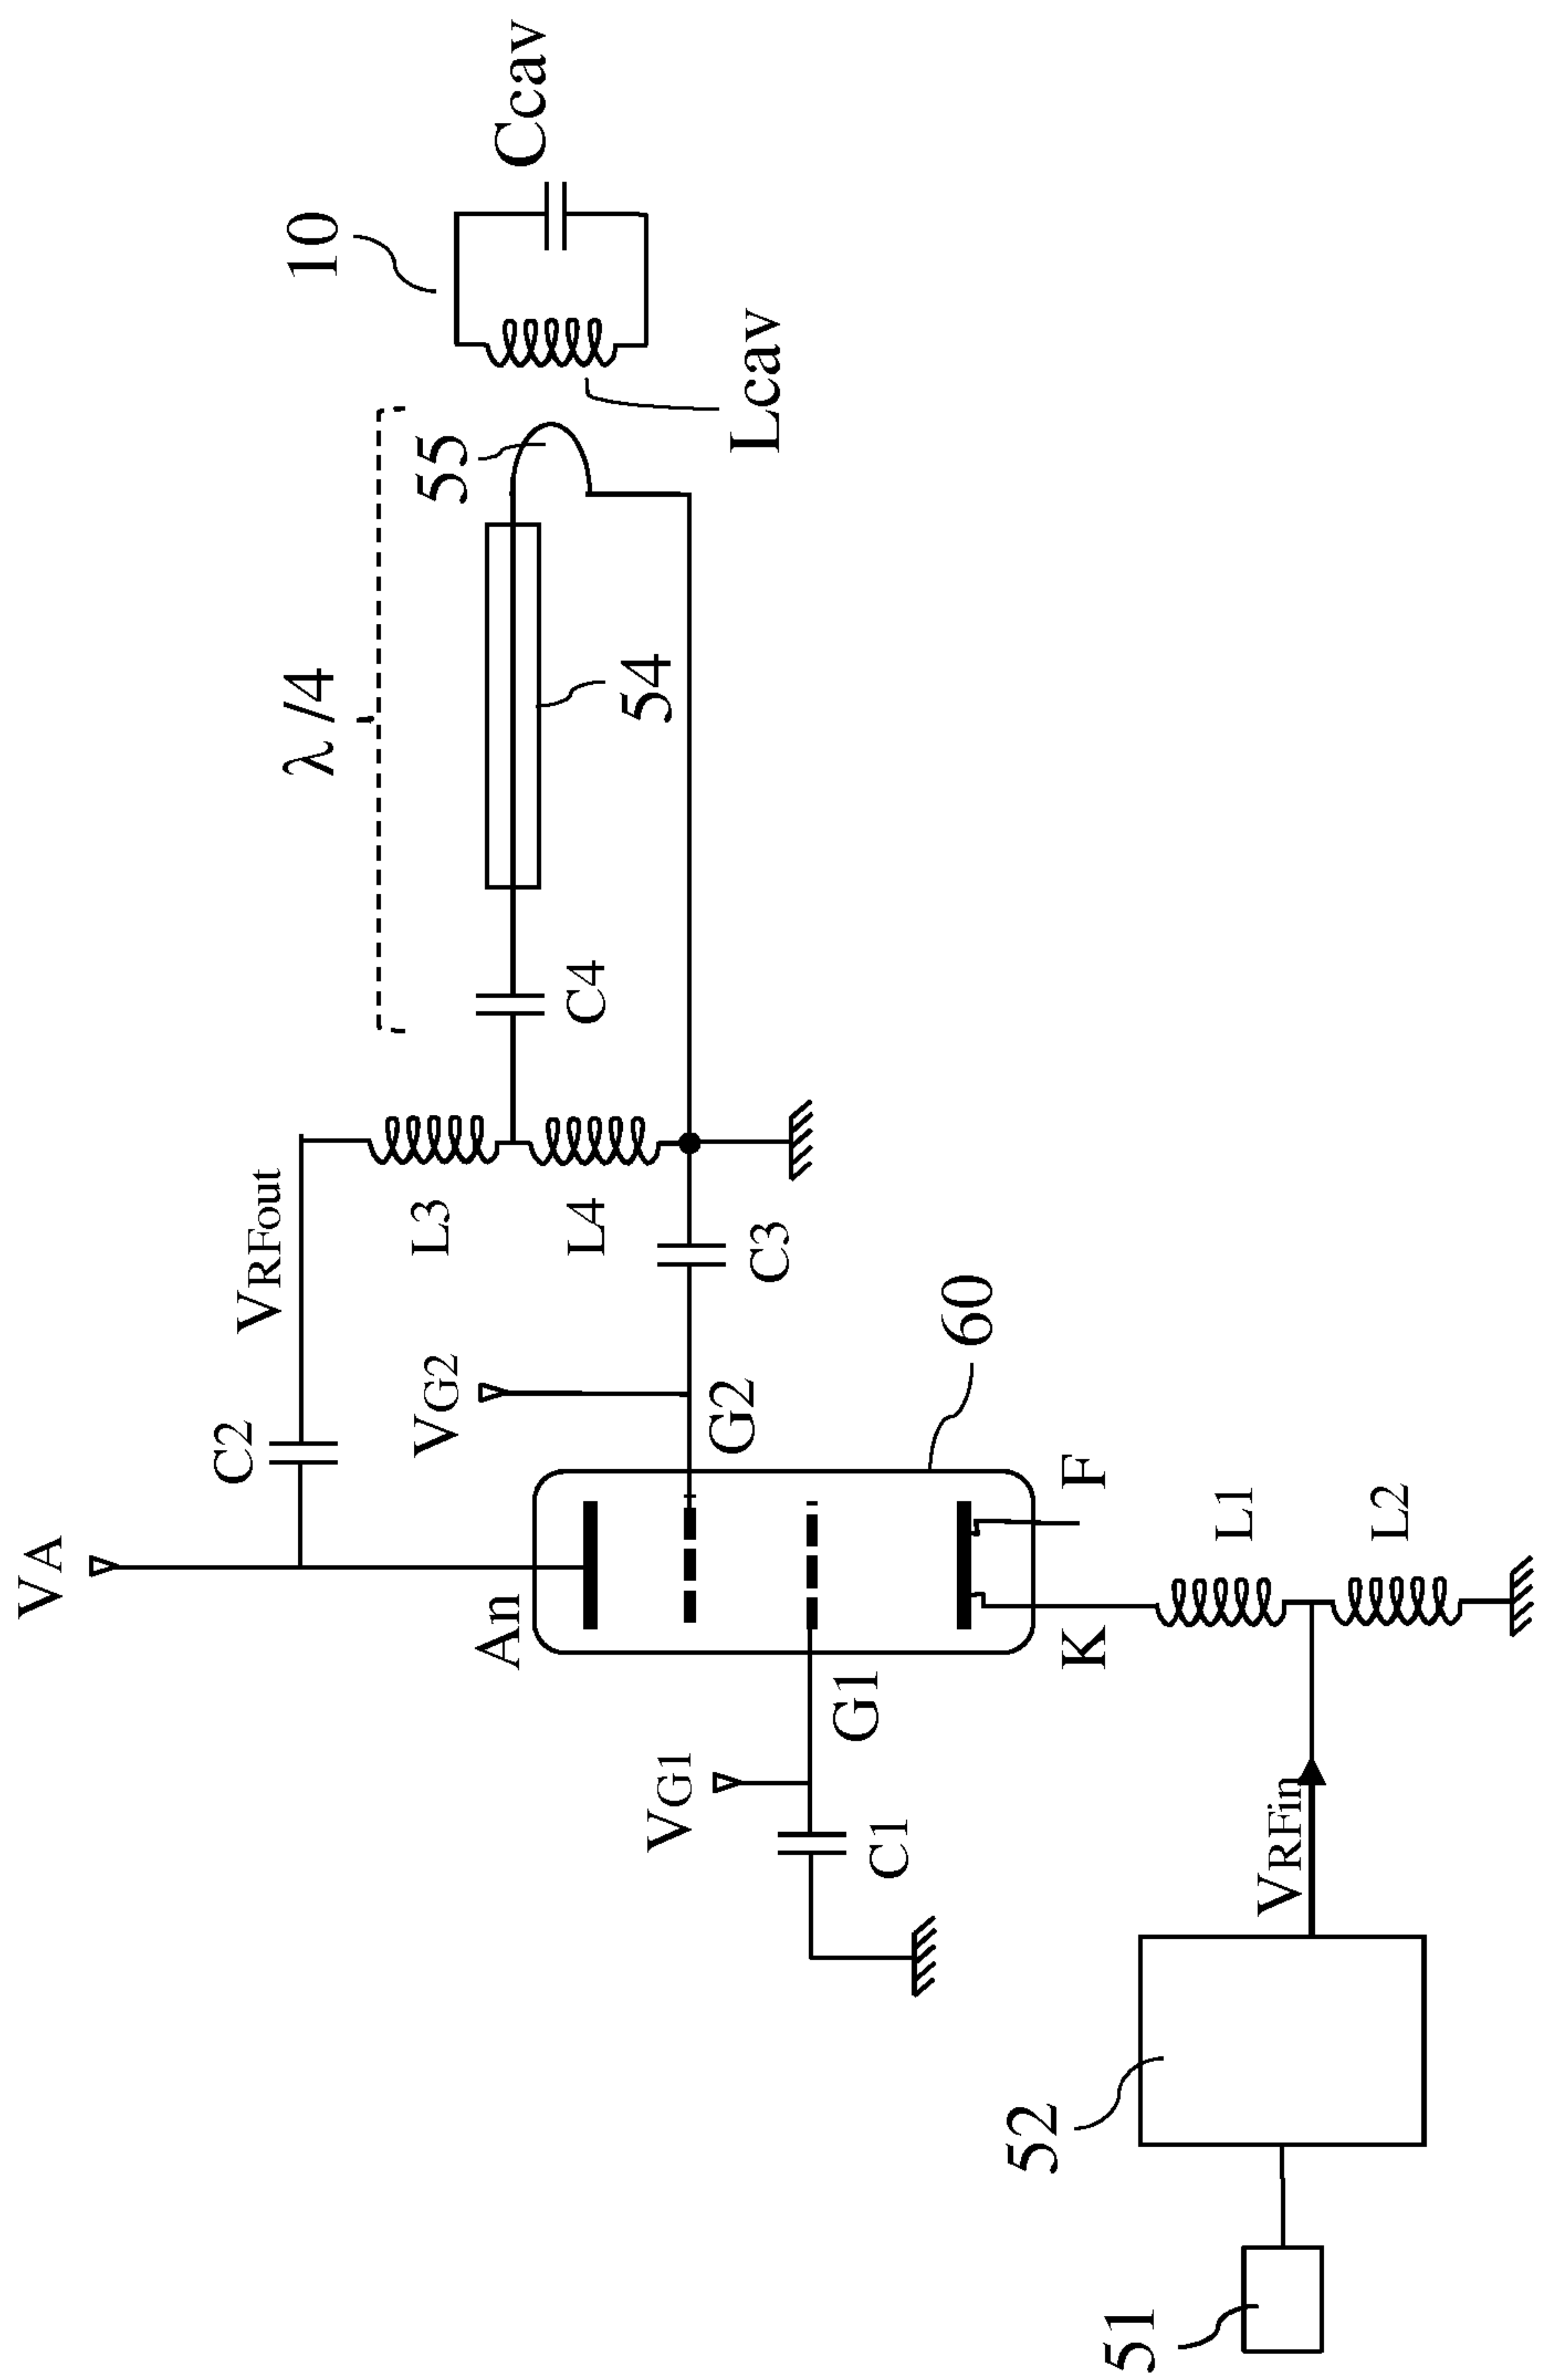 VA
C2
VRFout
λ/4
10
VG2
L3
55
An
Ccav
L4
C4
54
VG1
G2
C3
Lcav
G1
C1
60
52
K
F
51
L1
VRFin
L2